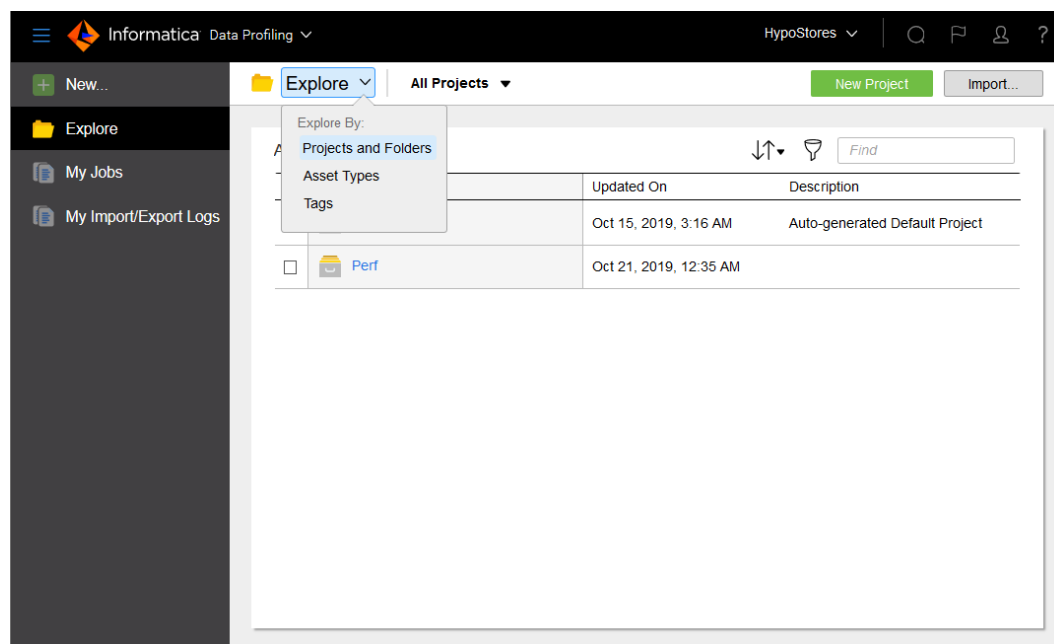 Informatica Data Profiling
HypoStores
?
New...
Explore
My Jobs
My Import/Export Logs
Explore
All Projects
New Project
Import...
Explore By:
Projects and Folders
Asset Types
Tags
A
Find
Updated On
Description
Oct 15, 2019, 3:16 AM
Auto-generated Default Project
Perf
Oct 21, 2019, 12:35 AM